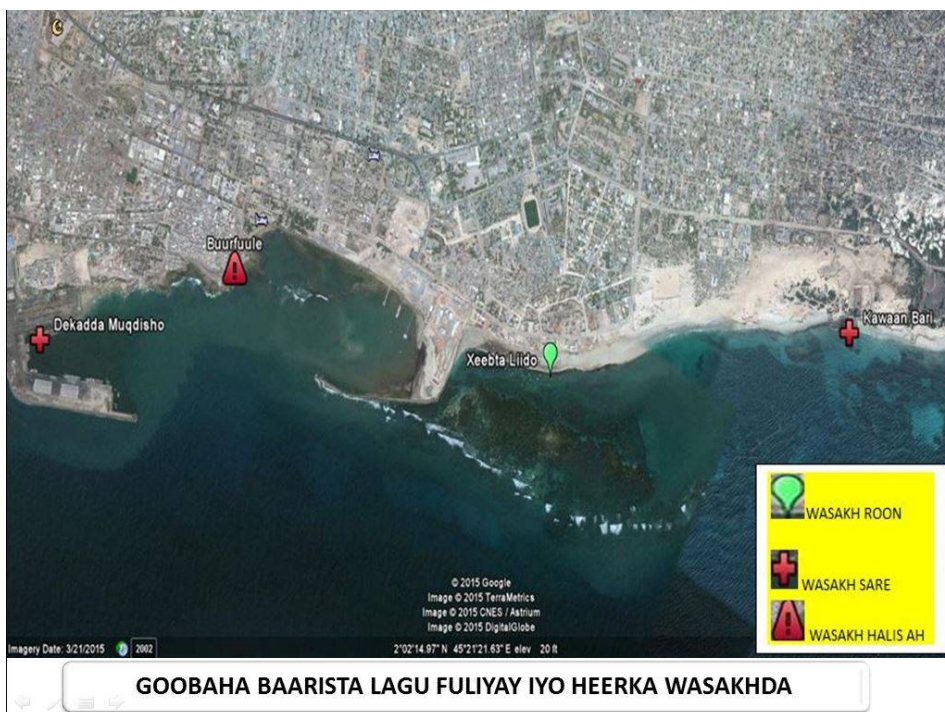 Buurfuule
Dekadda Muqdisho
Kawaan Bari
Xeebta Liido
WASAKH ROON
WASAKH SARE
WASAKH HALIS AH
© 2015 Google
Image © 2015 TerraMetrics
Image © 2015 CNES / Astrium
Image © 2015 DigitalGlobe
Imagery Date: 3/21/2015 2002 2°02'14.97" N 45°21'21.63" E elev 20 ft
GOOBAHA BAARISTA LAGU FULIYAY IYO HEERKA WASAKHDA